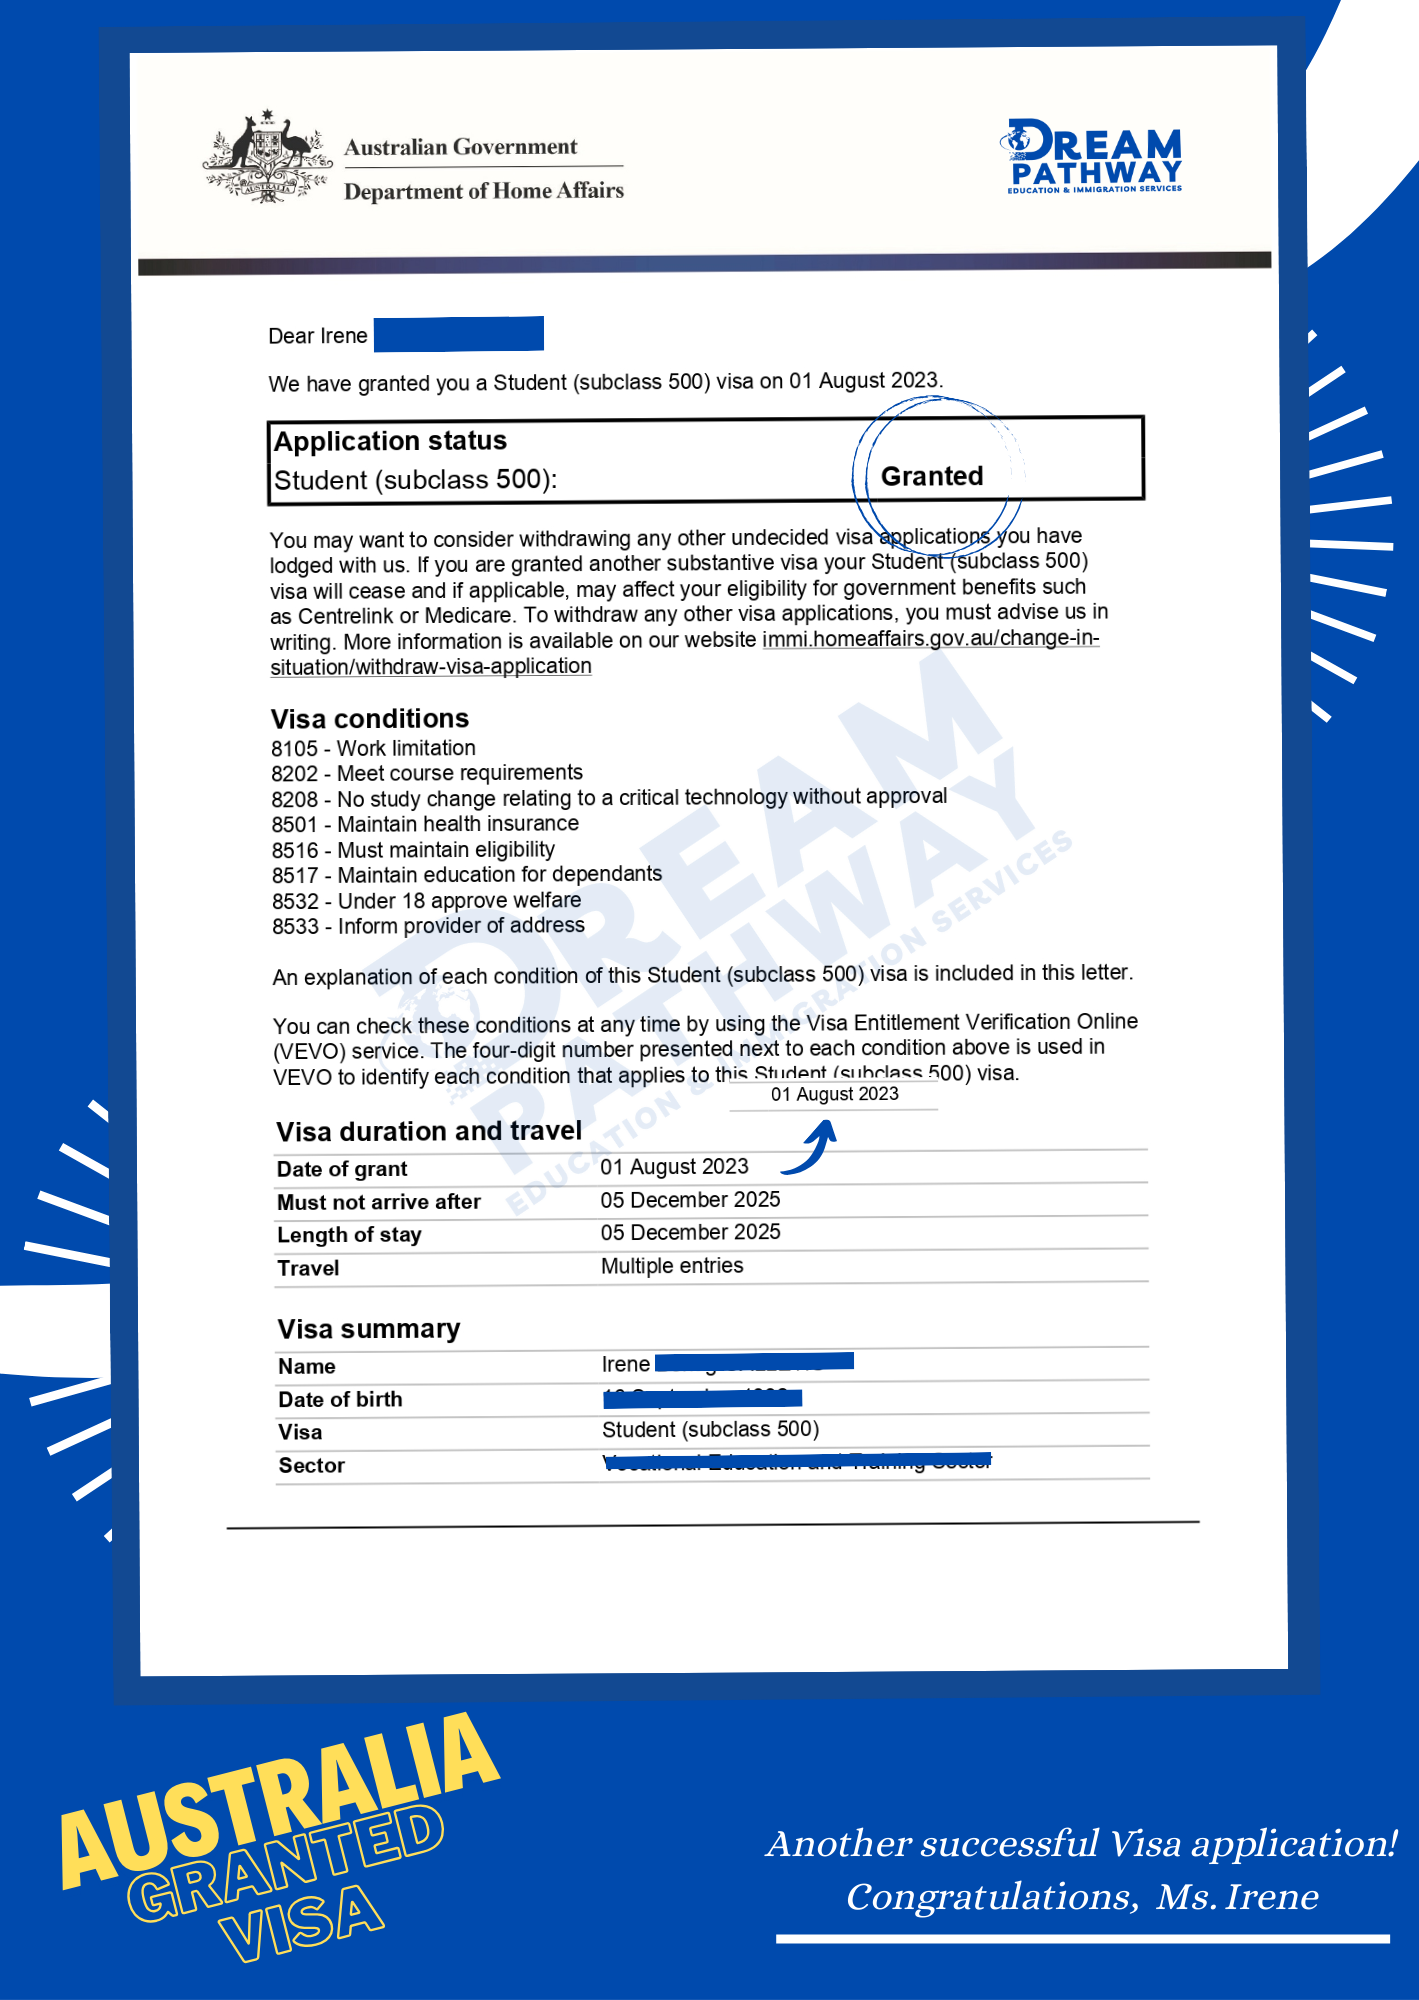 Australian Government
Department of Home Affairs
AUSTRALIA
DREAM
PATHWAY
EDUCATION & IMMIGRATION SERVICES
Dear Irene
We have granted you a Student (subclass 500) visa on 01 August 2023.
Application status
Student (subclass 500): Granted
You may want to consider withdrawing any other undecided visa applications you have
lodged with us. If you are granted another substantive visa your Student (subclass 500)
visa will cease and if applicable, may affect your eligibility for government benefits such
as Centrelink or Medicare. To withdraw any other visa applications, you must advise us in
writing. More information is available on our website immi.homeaffairs.gov.au/change-in-
situation/withdraw-visa-application
Visa conditions
8105 - Work limitation
8202 - Meet course requirements
8208 - No study change relating to a critical technology without approval
8501 - Maintain health insurance
8516 - Must maintain eligibility
8517 - Maintain education for dependants
8532 - Under 18 approve welfare
8533 - Inform provider of address
DREAM
PATHWAY
EDUCATION & IMMIGRATION SERVICES
An explanation of each condition of this Student (subclass 500) visa is included in this letter.
You can check these conditions at any time by using the Visa Entitlement Verification Online
(VEVO) service. The four-digit number presented next to each condition above is used in
VEVO to identify each condition that applies to this Student (subclass 500) visa.
01 August 2023
Visa duration and travel
Date of grant 01 August 2023
Must not arrive after 05 December 2025
Length of stay 05 December 2025
Travel Multiple entries
Visa summary
Name Irene
Date of birth
Visa Student (subclass 500)
Sector
AUSTRALIA
GRANTED
VISA
Another successful Visa application!
Congratulations, Ms. Irene